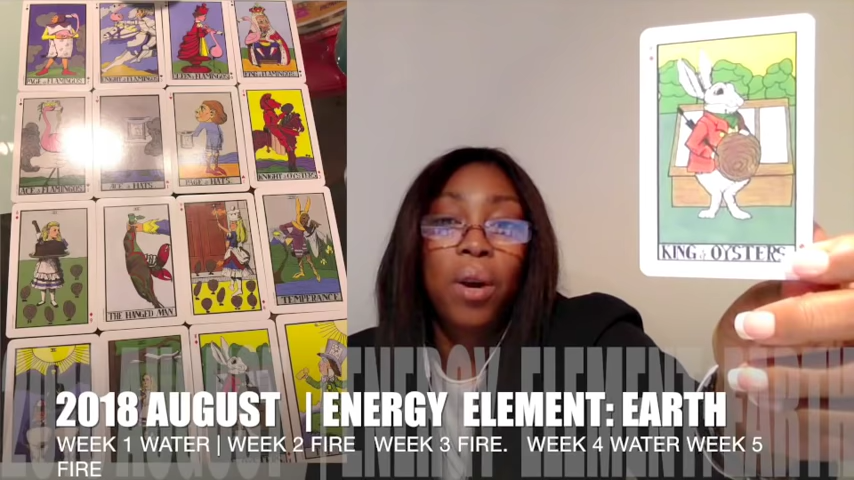 PAGE of FLAMINGOS
KNIGHT of FLAMINGOS
QUEEN of FLAMINGOS
KING of FLAMINGOS
ACE of FLAMINGOS
ACE of HATS
PAGE of HATS
KNIGHT of OYSTERS
THE HANGED MAN
TEMPERANCE
KING of OYSTERS
2018 AUGUST | ENERGY ELEMENT: EARTH
WEEK 1 WATER | WEEK 2 FIRE WEEK 3 FIRE. WEEK 4 WATER WEEK 5
FIRE